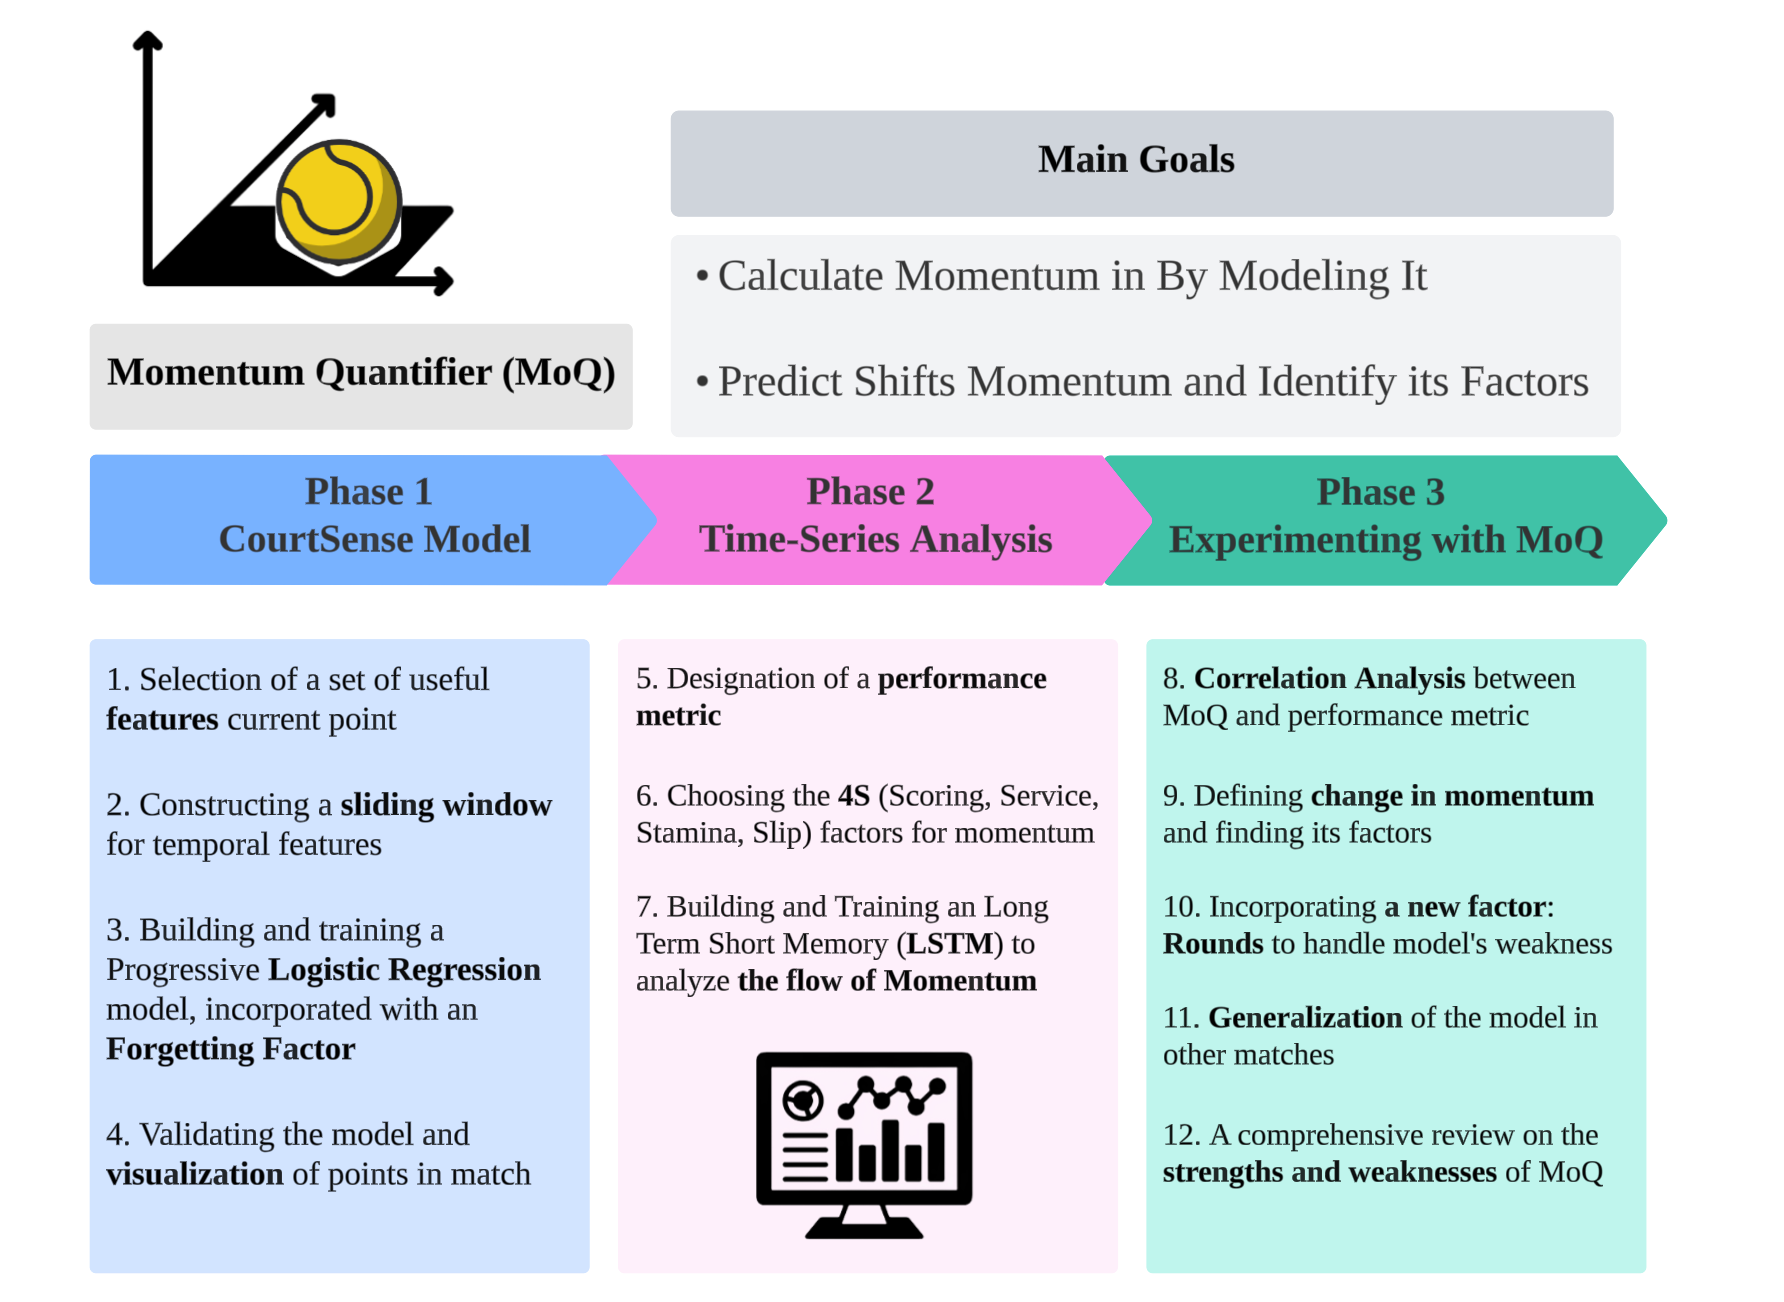 Main Goals
• Calculate Momentum in By Modeling It
• Predict Shifts Momentum and Identify its Factors
Momentum Quantifier (MoQ)
Phase 1
CourtSense Model
Phase 2
Time-Series Analysis
Phase 3
Experimenting with MoQ
1. Selection of a set of useful
features current point
2. Constructing a sliding window
for temporal features
3. Building and training a
Progressive Logistic Regression
model, incorporated with an
Forgetting Factor
4. Validating the model and
visualization of points in match
5. Designation of a performance
metric
6. Choosing the 4S (Scoring, Service,
Stamina, Slip) factors for momentum
7. Building and Training an Long
Term Short Memory (LSTM) to
analyze the flow of Momentum
8. Correlation Analysis between
MoQ and performance metric
9. Defining change in momentum
and finding its factors
10. Incorporating a new factor:
Rounds to handle model's weakness
11. Generalization of the model in
other matches
12. A comprehensive review on the
strengths and weaknesses of MoQ